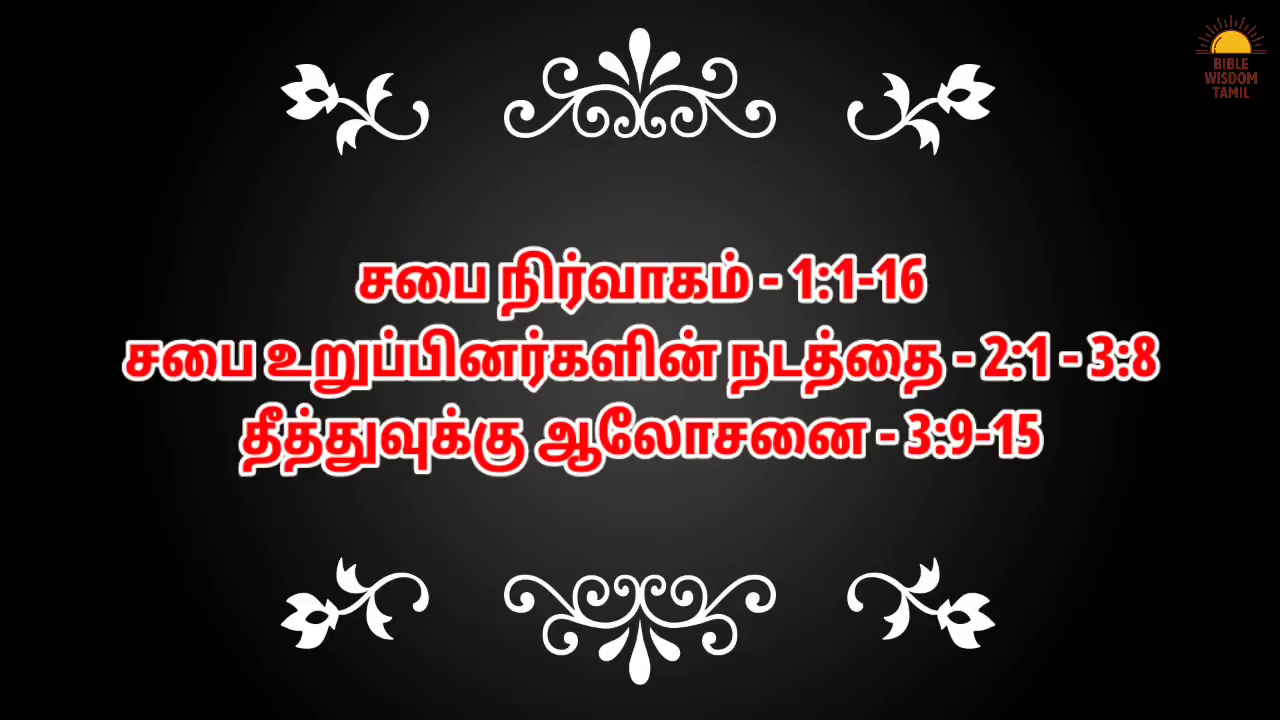 BIBLE
WISDOM
TAMIL
சபை நிர்வாகம் - 1:1-16
சபை உறுப்பினர்களின் நடத்தை - 2:1 - 3:8
தீத்துவுக்கு ஆலோசனை - 3:9-15